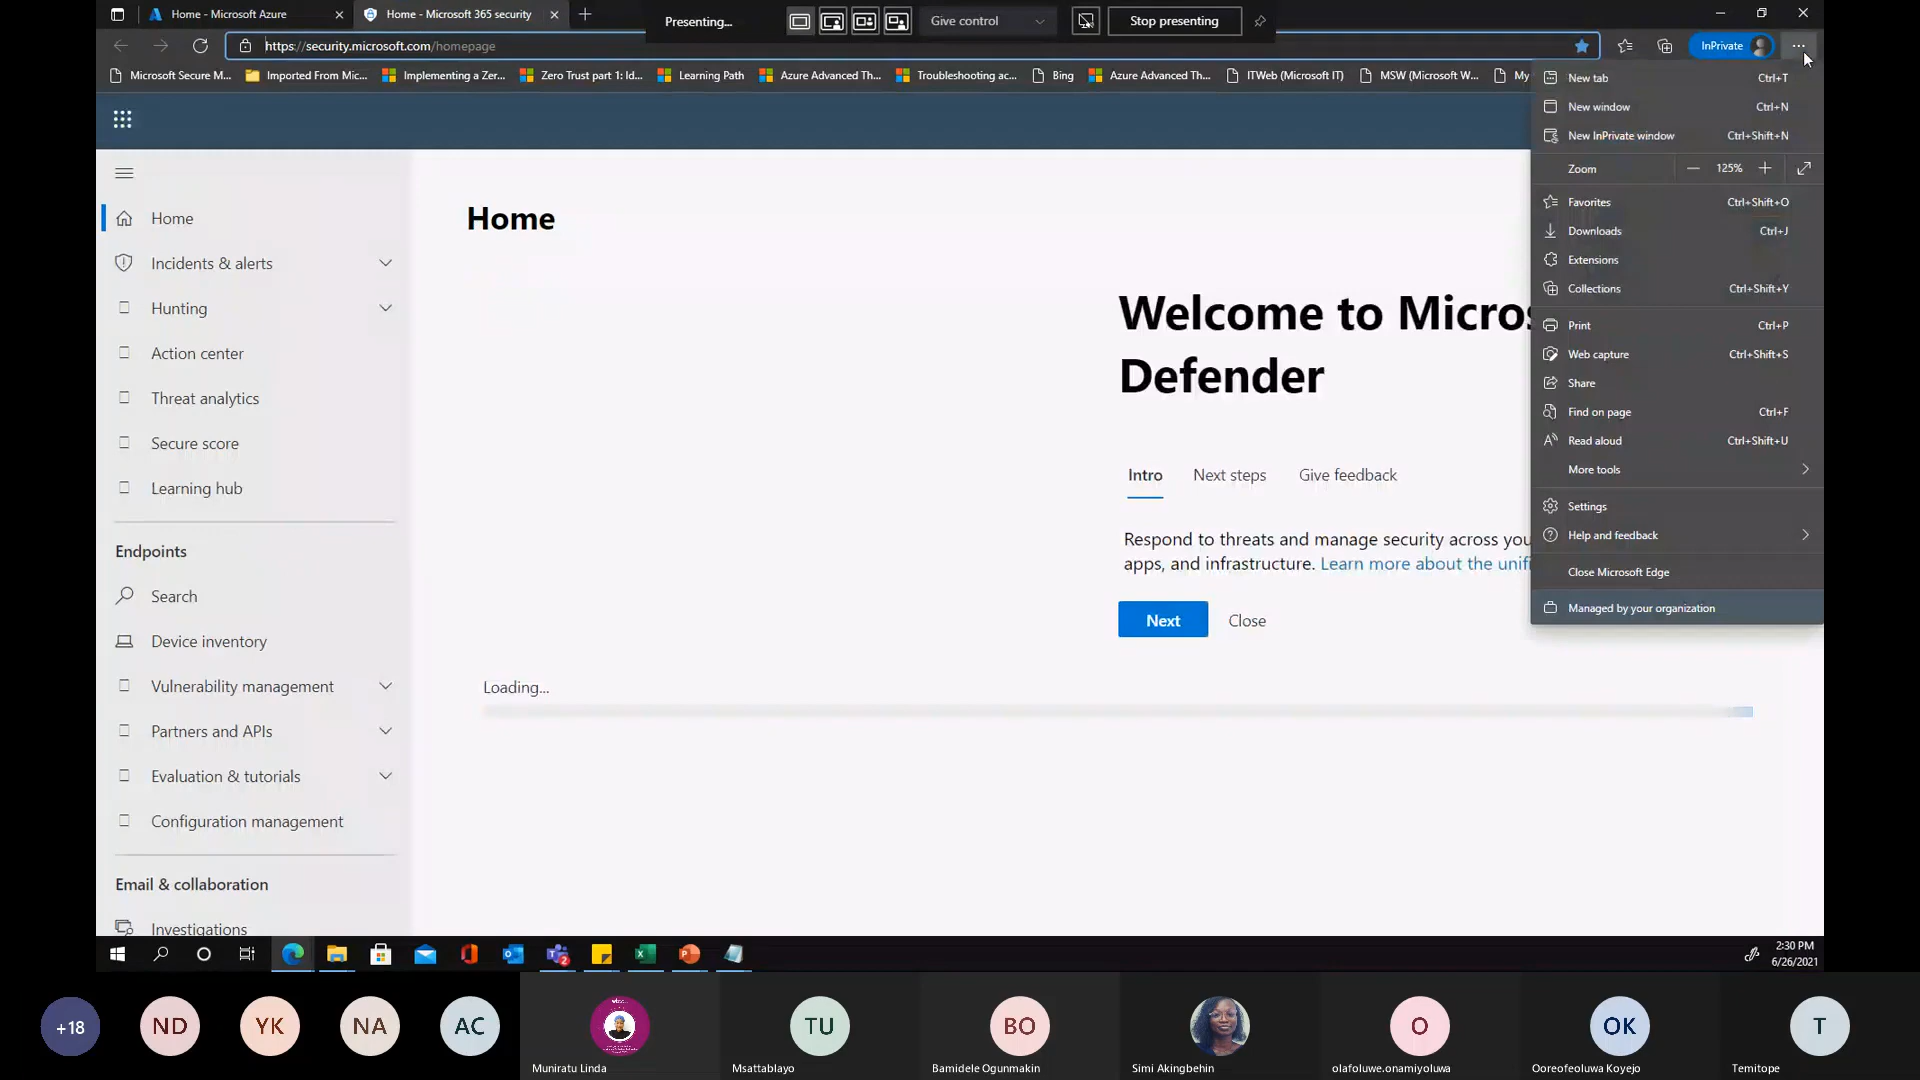 Home - Microsoft Azure
Home - Microsoft 365 security
Presenting...
Give control
Stop presenting
https://security.microsoft.com/homepage
InPrivate
Microsoft Secure M...
Imported From Mic...
Implementing a Zer...
Zero Trust part 1: Id...
Learning Path
Azure Advanced Th...
Troubleshooting ac...
Bing
Azure Advanced Th...
ITWeb (Microsoft IT)
MSW (Microsoft W...
My
New tab Ctrl+T
New window Ctrl+N
New InPrivate window Ctrl+Shift+N
Zoom 125%
Favorites Ctrl+Shift+O
Downloads Ctrl+J
Extensions
Collections Ctrl+Shift+Y
Print Ctrl+P
Web capture Ctrl+Shift+S
Share
Find on page Ctrl+F
Read aloud Ctrl+Shift+U
More tools
Settings
Help and feedback
Close Microsoft Edge
Managed by your organization
Home
Incidents & alerts
Hunting
Action center
Threat analytics
Secure score
Learning hub
Endpoints
Search
Device inventory
Vulnerability management
Partners and APIs
Evaluation & tutorials
Configuration management
Email & collaboration
Investigations
Home
Welcome to Micros
Defender
Intro
Next steps
Give feedback
Respond to threats and manage security across you
apps, and infrastructure. Learn more about the unifi
Next
Close
Loading...
2
2:30 PM
6/26/2021
+18
ND
YK
NA
AC
Muniratu Linda
TU
Msattablayo
BO
Bamidele Ogunmakin
Simi Akingbehin
O
olafoluwe.onamiyoluwa
OK
Ooreofeoluwa Koyejo
T
Temitope